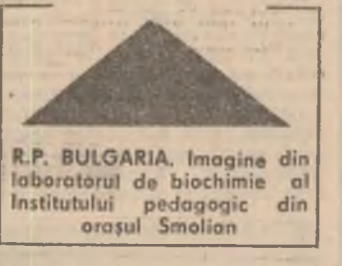 R.P. BULGARIA. Imagine din
laboratorul de biochimie al
Institutului pedagogic din
orașul Smolian